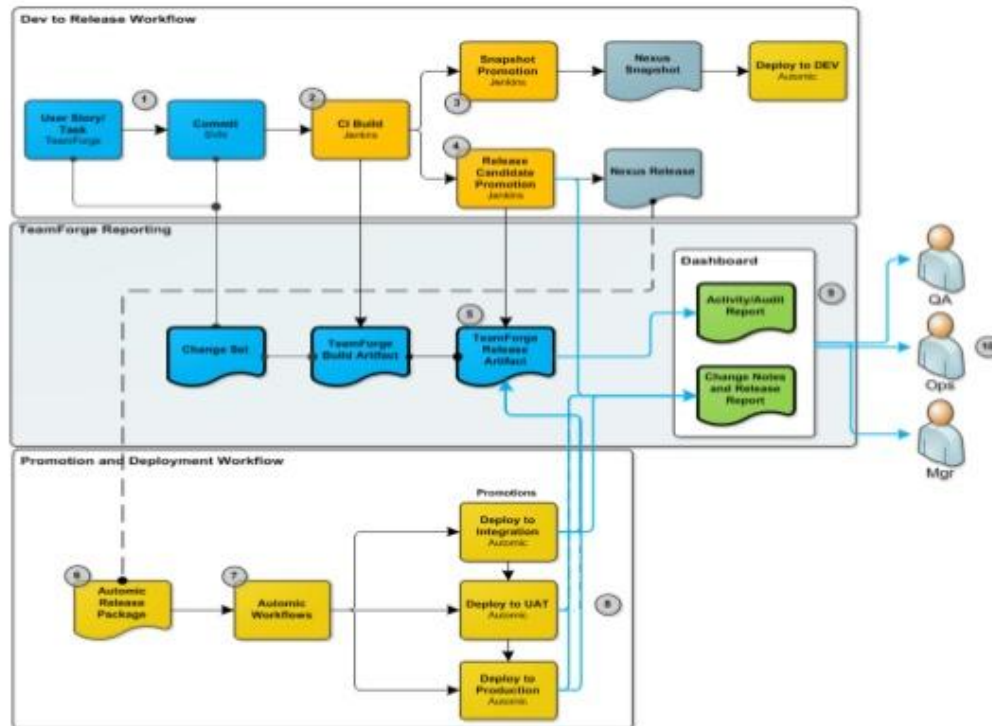 Dev to Release Workflow
Snapshot
Promotion
Jenkins
Nexus
Snapshot
Deploy to DEV
Automic
1
2
3
User Story/
Task
TeamForge
Commit
CI Build
Jenkins
4
Release
Candidate
Promotion
Jenkins
Nexus Release
TeamForge Reporting
Dashboard
Activity/Audit
Report
9
QA
5
Change Set
TeamForge
Build Artifact
TeamForge
Release
Artifact
Change Notes
and Release
Report
Ops
10
Mgr
Promotion and Deployment Workflow
Promotions
Deploy to
Integration
Automic
6
Automic
Release
Package
7
Automic
Workflows
Deploy to UAT
Automic
8
Deploy to
Production
Automic